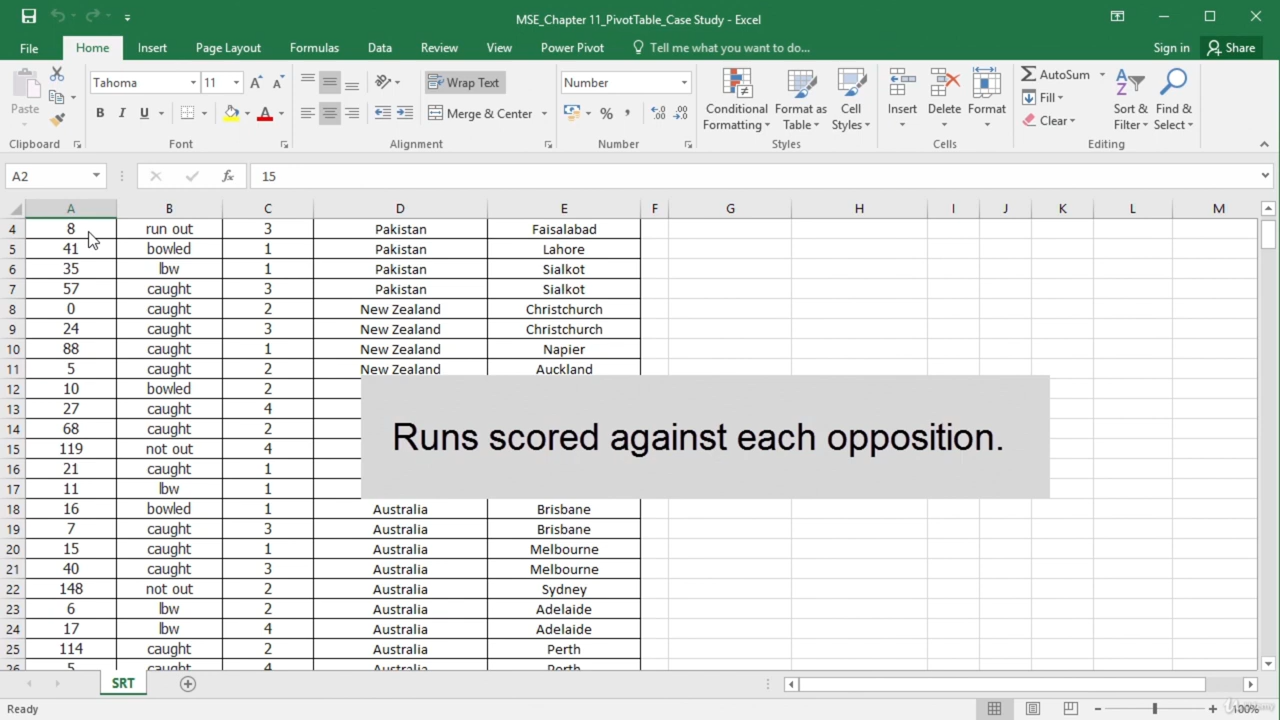 MSE_Chapter 11_PivotTable_Case Study - Excel
File Home Insert Page Layout Formulas Data Review View Power Pivot Tell me what you want to do... Sign in Share
Paste Tahoma 11 Wrap Text Number AutoSum
B I U Merge & Center % Conditional Formatting Format as Table Cell Styles Insert Delete Format Fill Clear Sort & Filter Find & Select
Clipboard Font Alignment Number Styles Cells Editing
A2 fx 15
A B C D E F G H I J K L M
4 8 run out 3 Pakistan Faisalabad
5 41 bowled 1 Pakistan Lahore
6 35 lbw 1 Pakistan Sialkot
7 57 caught 3 Pakistan Sialkot
8 0 caught 2 New Zealand Christchurch
9 24 caught 3 New Zealand Christchurch
10 88 caught 1 New Zealand Napier
11 5 caught 2 New Zealand Auckland
12 10 bowled 2
13 27 caught 4
14 68 caught 2
15 119 not out 4
16 21 caught 1
17 11 lbw 1
Runs scored against each opposition.
18 16 bowled 1 Australia Brisbane
19 7 caught 3 Australia Brisbane
20 15 caught 1 Australia Melbourne
21 40 caught 3 Australia Melbourne
22 148 not out 2 Australia Sydney
23 6 lbw 2 Australia Adelaide
24 17 lbw 4 Australia Adelaide
25 114 caught 2 Australia Perth
26 5 caught 4 Australia Perth
SRT
Ready 100%